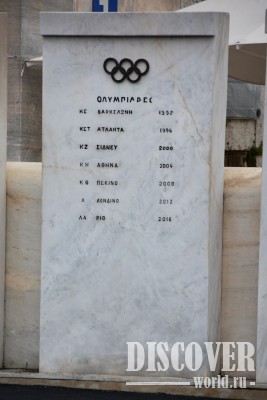 ΟΛΥΜΠΙΑΔΕΣ
ΚΕ ΒΑΡΚΕΛΩΝΗ 1992
ΚΣΤ ΑΤΛΑΝΤΑ 1996
ΚΖ ΣΙΔΝΕΥ 2000
ΚΗ ΑΘΗΝΑ 2004
ΚΘ ΠΕΚΙΝΟ 2008
Λ ΛΟΝΔΙΝΟ 2012
ΛΑ ΡΙΟ 2016
DISCOVER
world.ru